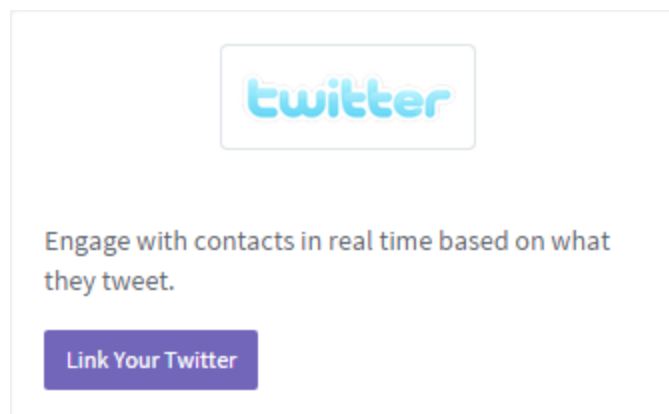 twitter
Engage with contacts in real time based on what
they tweet.
Link Your Twitter